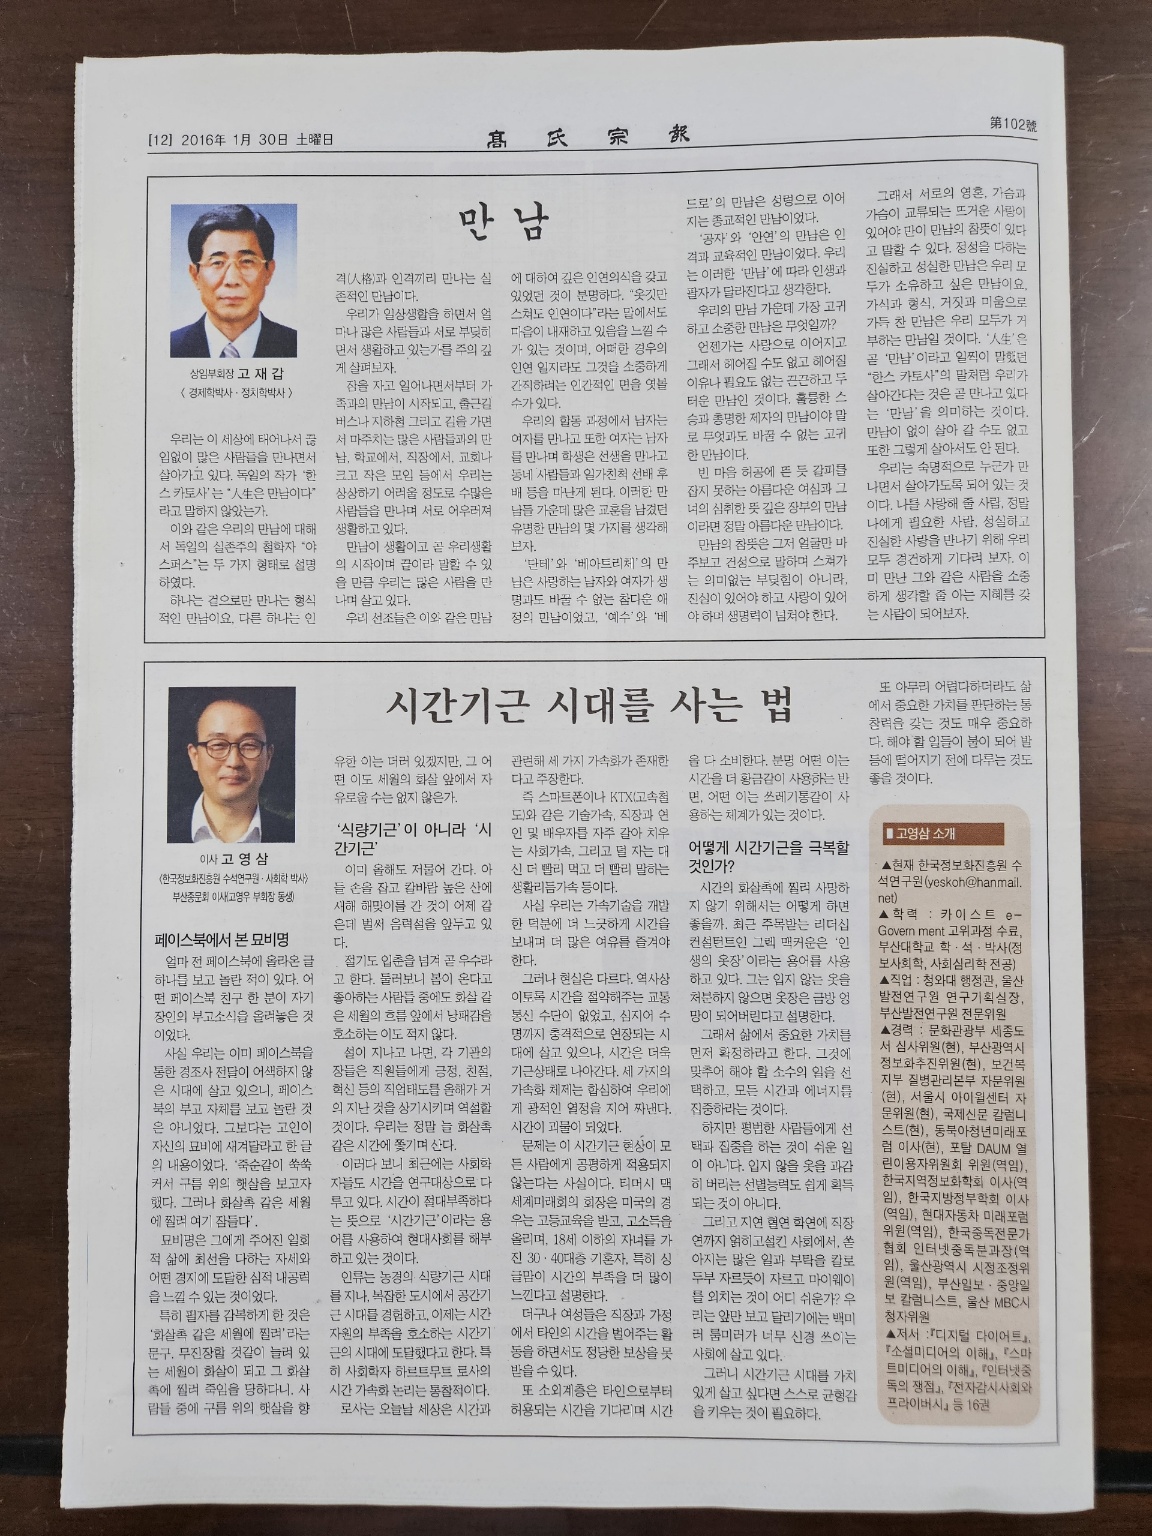 [12] 2016年 1月 30日 土曜日
高氏宗報
第102號
만남
상임부회장 고재갑
< 경제학박사·정치학박사 >
우리는 이 세상에 태어나서 끊
임없이 많은 사람들을 만나면서
살아가고 있다. 독일의 작가 '한
스 카토사'는 "人生은 만남이다"
라고 말하지 않았는가.
이와 같은 우리의 만남에 대해
서 독일의 실존주의 철학자 "야
스퍼스"는 두 가지 형태로 설명
하였다.
하나는 겉으로만 만나는 형식
적인 만남이요, 다른 하나는 인
격(人格)과 인격끼리 만나는 실
존적인 만남이다.
우리가 일상생활을 하면서 얼
마나 많은 사람들과 서로 부딪히
면서 생활하고 있는가를 주의 깊
게 살펴보자.
잠을 자고 일어나면서부터 가
족과의 만남이 시작되고, 출근길
버스나 지하철 그리고 길을 가면
서 마주치는 많은 사람들과의 만
남, 학교에서, 직장에서, 교회나
크고 작은 모임 등에서 우리는
상상하기 어려울 정도로 수많은
사람들을 만나며 서로 어우러져
생활하고 있다.
만남이 생활이고 곧 우리생활
의 시작이며 끝이라 말할 수 있
을 만큼 우리는 많은 사람을 만
나며 살고 있다.
우리 선조들은 이와 같은 만남
에 대하여 깊은 인연의식을 갖고
있었던 것이 분명하다. "옷깃만
스쳐도 인연이다"라는 말에서도
다음이 내재하고 있음을 느낄 수
가 있는 것이며, 어떠한 경우의
인연 일지라도 그것을 소중하게
간직하려는 인간적인 면을 엿볼
수가 있다.
우리의 활동 과정에서 남자는
여자를 만나고 또한 여자는 남자
를 만나며 학생은 선생을 만나고
동네 사람들과 일가친척 선배 후
배 등을 만난게 된다. 이러한 만
남들 가운데 많은 교훈을 남겼던
유명한 만남의 몇 가지를 생각해
보자.
'단테'와 '베아트리체'의 만
남은 사랑하는 남자와 여자가 생
명과도 바꿀 수 없는 참다운 애
정의 만남이었고, '예수'와 '베
드로'의 만남은 성령으로 이어
지는 종교적인 만남이었다.
'공자'와 '안연'의 만남은 인
격과 교육적인 만남이었다. 우리
는 이러한 '만남'에 따라 인생과
팔자가 달라진다고 생각한다.
우리의 만남 가운데 가장 고귀
하고 소중한 만남은 무엇일까?
언젠가는 사랑으로 이어지고
그래서 헤어질 수도 없고 헤어질
이유나 필요도 없는 끈끈하고 두
터운 만남인 것이다. 훌륭한 스
승과 총명한 제자의 만남이야 말
로 무엇과도 바꿀 수 없는 고귀
한 만남이다.
빈 마음 허공에 뜬 듯 갈피를
잡지 못하는 아름다운 여심과 그
녀의 심취한 뜻 깊은 장부의 만남
이라면 정말 아름다운 만남이다.
만남의 참뜻은 그저 얼굴만 마
주보고 건성으로 말하며 스쳐가
는 의미없는 부딪힘이 아니라,
진심이 있어야 하고 사랑이 있어
야 하며 생명력이 넘쳐야 한다.
그래서 서로의 영혼, 가슴과
가슴이 교류되는 뜨거운 사랑이
있어야 만이 만남의 참뜻이 있다
고 말할 수 있다. 정성을 다하는
진실하고 성실한 만남은 우리 모
두가 소유하고 싶은 만남이요,
가식과 형식, 거짓과 미움으로
가득 찬 만남은 우리 모두가 거
부하는 만남일 것이다. '人生'은
곧 '만남'이라고 일찍이 말했던
"한스 카토사"의 말처럼 우리가
살아간다는 것은 곧 만나고 있다
는 '만남'을 의미하는 것이다.
만남이 없이 살아 갈 수도 없고
또한 그렇게 살아서도 안 된다.
우리는 숙명적으로 누군가 만
나면서 살아가도록 되어 있는 것
이다. 나를 사랑해 줄 사람, 정말
나에게 필요한 사람, 성실하고
진실한 사랑을 만나기 위해 우리
모두 경건하게 기다려 보자. 이
미 만난 그와 같은 사람을 소중
하게 생각할 줄 아는 지혜를 갖
는 사람이 되어보자.
시간기근 시대를 사는 법
이사 고영삼
<한국정보화진흥원 수석연구원·사회학 박사>
부산종문회 이사(고영우 부회장 동생)
페이스북에서 본 묘비명
얼마 전 페이스북에 올라온 글
하나를 보고 놀란 적이 있다. 어
떤 페이스북 친구 한 분이 자기
장인의 부고소식을 올려놓은 것
이었다.
사실 우리는 이미 페이스북을
통한 경조사 전달이 어색하지 않
은 시대에 살고 있으니, 페이스
북의 부고 자체를 보고 놀란 것
은 아니었다. 그보다는 고인이
자신의 묘비에 새겨달라고 한 글
의 내용이었다. '죽순같이 쑥쑥
커서 구름 위의 햇살을 보고자
했다. 그러나 화살촉 같은 세월
에 찔려 여기 잠들다'.
묘비명은 그에게 주어진 일회
적 삶에 최선을 다하는 자세와
어떤 경지에 도달한 심적 내공력
을 느낄 수 있는 것이었다.
특히 필자를 감복하게 한 것은
'화살촉 같은 세월에 찔려'라는
문구. 무진장할 것같이 늘려 있
는 세월이 화살이 되고 그 화살
촉에 찔려 죽임을 당하다니. 사
람들 중에 구름 위의 햇살을 향
유한 이는 더러 있겠지만, 그 어
떤 이도 세월의 화살 앞에서 자
유로울 수는 없지 않은가.
'식량기근'이 아니라 '시
간기근'
이미 올해도 저물어 간다. 아
들 손을 잡고 칼바람 높은 산에
새해 해맞이를 간 것이 어제 같
은데 벌써 음력설을 앞두고 있
다.
절기도 입춘을 넘겨 곧 우수라
고 한다. 둘러보니 봄이 온다고
좋아하는 사람들 중에도 화살 같
은 세월의 흐름 앞에서 낭패감을
호소하는 이도 적지 않다.
설이 지나고 나면, 각 기관의
장들은 직원들에게 긍정, 친절,
혁신 등의 직업태도를 올해가 거
의 지난 것을 상기시키며 역설할
것이다. 우리는 정말 늘 화살촉
같은 시간에 쫓기며 산다.
이러다 보니 최근에는 사회학
자들도 시간을 연구대상으로 다
루고 있다. 시간이 절대부족하다
는 뜻으로 '시간기근'이라는 용
어를 사용하여 현대사회를 해부
하고 있는 것이다.
인류는 농경의 식량기근 시대
를 지나, 복잡한 도시에서 공간기
근 시대를 경험하고, 이제는 시간
자원의 부족을 호소하는 시간기
근의 시대에 도달했다고 한다. 특
히 사회학자 하르트무트 로사의
시간 가속화 논리는 통찰적이다.
로사는 오늘날 세상은 시간과
관련해 세 가지 가속화가 존재한
다고 주장한다.
즉 스마트폰이나 KTX(고속철
도)와 같은 기술가속, 직장과 연
인 및 배우자를 자주 갈아 치우
는 사회가속, 그리고 덜 자는 대
신 더 빨리 먹고 더 빨리 말하는
생활리듬가속 등이다.
사실 우리는 가속기술을 개발
한 덕분에 더 느긋하게 시간을
보내며 더 많은 여유를 즐겨야
한다.
그러나 현실은 다르다. 역사상
이토록 시간을 절약해주는 교통
통신 수단이 없었고, 심지어 수
명까지 충격적으로 연장되는 시
대에 살고 있으나, 시간은 더욱
기근상태로 나아간다. 세 가지의
가속화 체제는 합심하여 우리에
게 광적인 열정을 지어 짜낸다.
시간이 괴물이 되었다.
문제는 이 시간기근 현상이 모
든 사람에게 공평하게 적용되지
않는다는 사실이다. 티머시 맥
세계미래회의 회장은 미국의 경
우는 고등교육을 받고, 고소득을
올리며, 18세 이하의 자녀를 가
진 30·40대층 기혼자, 특히 싱
글맘이 시간의 부족을 더 많이
느낀다고 설명한다.
더구나 여성들은 직장과 가정
에서 타인의 시간을 벌어주는 활
동을 하면서도 정당한 보상을 못
받을 수 있다.
또 소외계층은 타인으로부터
허용되는 시간을 기다리며 시간
을 다 소비한다. 분명 어떤 이는
시간을 더 황금같이 사용하는 반
면, 어떤 이는 쓰레기통같이 사
용하는 체계가 있는 것이다.
어떻게 시간기근을 극복할
것인가?
시간의 화살촉에 찔려 사망하
지 않기 위해서는 어떻게 하면
좋을까. 최근 주목받는 리더십
컨설턴트인 그렉 맥커운은 '인
생의 옷장'이라는 용어를 사용
하고 있다. 그는 입지 않는 옷을
처분하지 않으면 옷장은 금방 엉
망이 되어버린다고 설명한다.
그래서 삶에서 중요한 가치를
먼저 확정하라고 한다. 그것에
맞추어 해야 할 소수의 일을 선
택하고, 모든 시간과 에너지를
집중하라는 것이다.
하지만 평범한 사람들에게 선
택과 집중을 하는 것이 쉬운 일
이 아니다. 입지 않을 옷을 과감
히 버리는 선별능력도 쉽게 획득
되는 것이 아니다.
그리고 지연 혈연 학연에 직장
연까지 얽히고설킨 사회에서, 쏟
아지는 많은 일과 부탁을 칼로
두부 자르듯이 자르고 마이웨이
를 외치는 것이 어디 쉬운가? 우
리는 앞만 보고 달리기에는 백미
러 룸미러가 너무 신경 쓰이는
사회에 살고 있다.
그러니 시간기근 시대를 가치
있게 살고 싶다면 스스로 균형감
을 키우는 것이 필요하다.
또 아무리 어렵다하더라도 삶
에서 중요한 가치를 판단하는 통
찰력을 갖는 것도 매우 중요하
다. 해야 할 일들이 불이 되어 발
등에 떨어지기 전에 다루는 것도
좋을 것이다.
▮고영삼 소개
▲현재 한국정보화진흥원 수
석연구원(yeskoh@hanmail.
net)
▲학력 : 카이스트 e-
Govern ment 고위과정 수료,
부산대학교 학·석·박사(정
보사회학, 사회심리학 전공)
▲직업 : 청와대 행정관, 울산
발전연구원 연구기획실장,
부산발전연구원 전문위원
▲경력 : 문화관광부 세종도
서 심사위원(현), 부산광역시
정보화추진위원(현), 보건복
지부 질병관리본부 자문위원
(현), 서울시 아이윌센터 자
문위원(현), 국제신문 칼럼니
스트(현), 동북아청년미래포
럼 이사(현), 포탈 DAUM 열
린이용자위원회 위원(역임),
한국지역정보화학회 이사(역
임), 한국지방정부학회 이사
(역임), 현대자동차 미래포럼
위원(역임), 한국중독전문가
협회 인터넷중독분과장(역
임), 울산광역시 시정조정위
원(역임), 부산일보·중앙일
보 칼럼니스트, 울산 MBC시
청자위원
▲저서 :『디지털 다이어트』,
『소셜미디어의 이해』, 『스마
트미디어의 이해』, 『인터넷중
독의 쟁점』, 『전자감시사회와
프라이버시』 등 16권